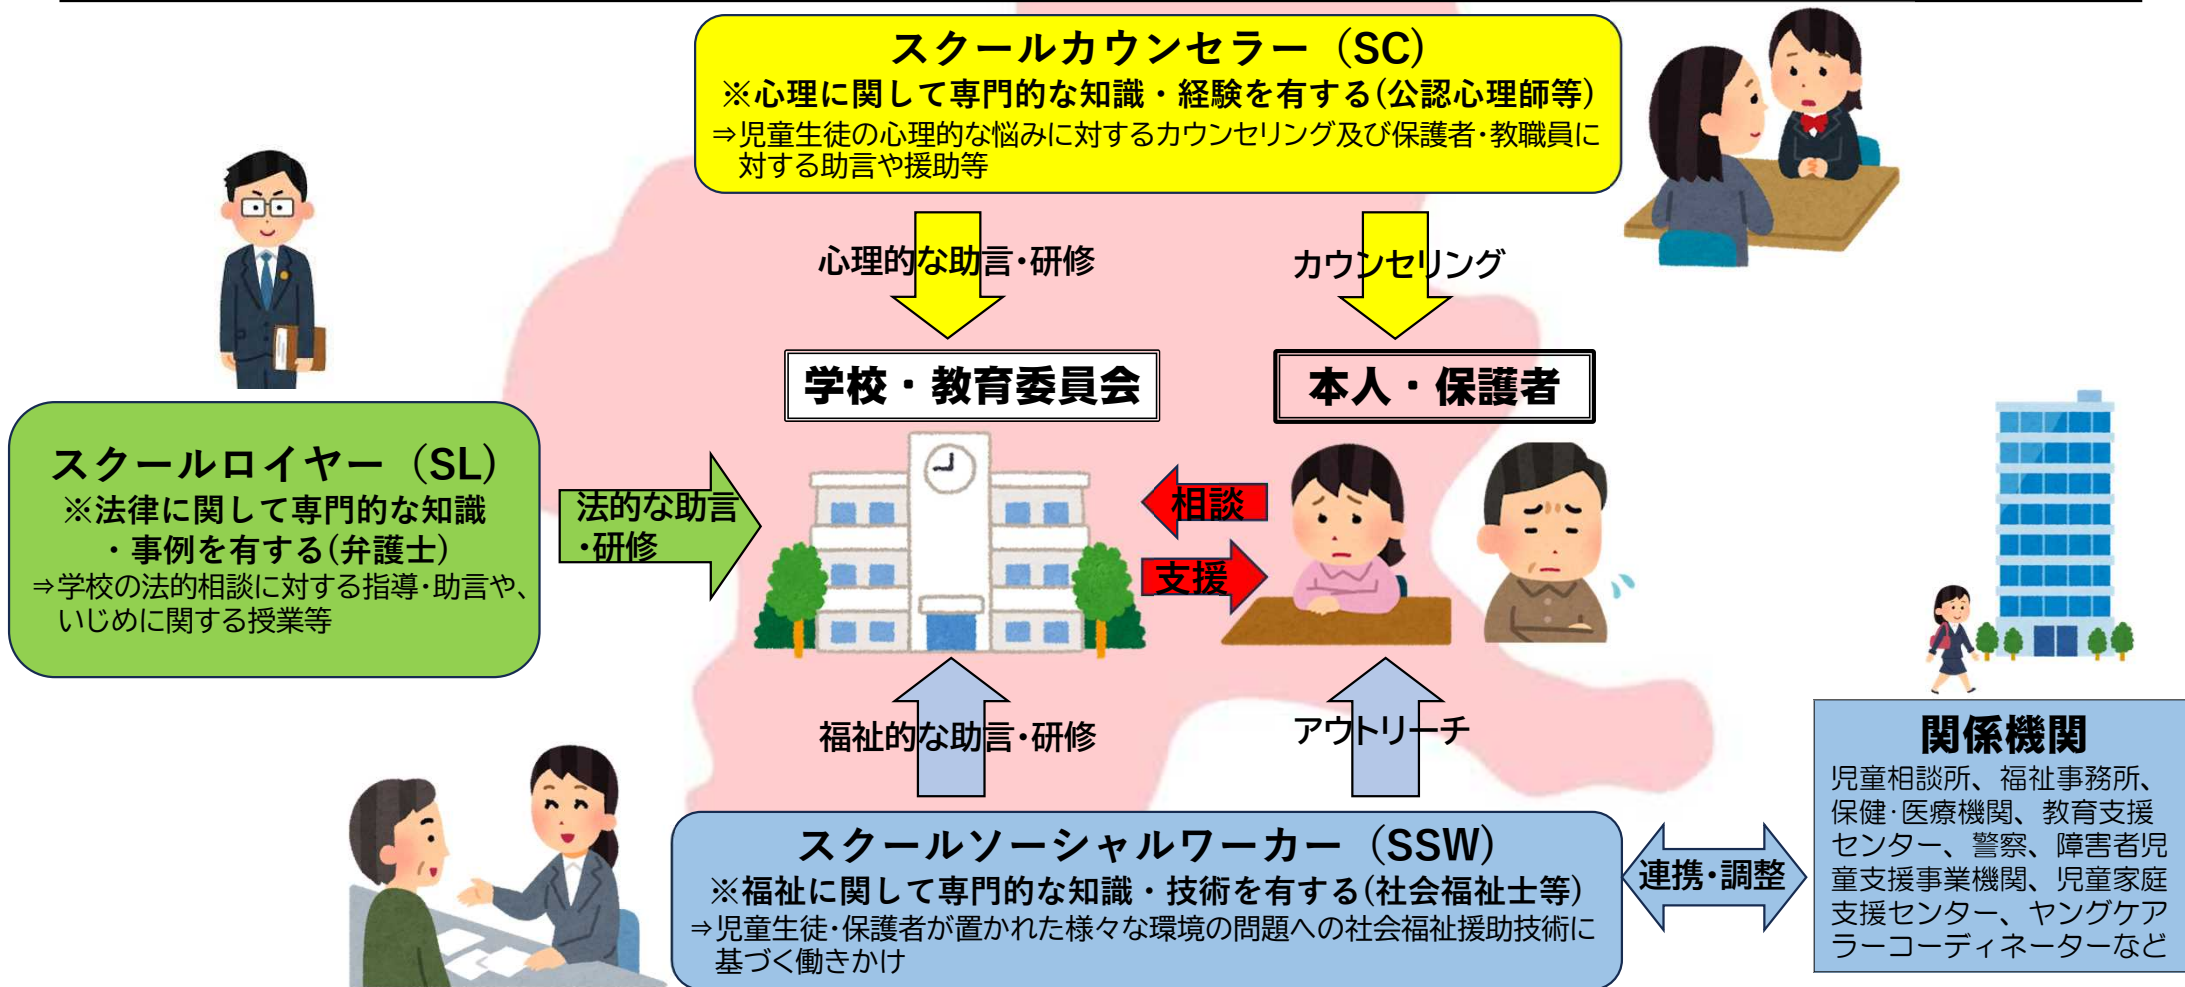 スクールカウンセラー（SC）
※心理に関して専門的な知識・経験を有する(公認心理師等)
⇒児童生徒の心理的な悩みに対するカウンセリング及び保護者・教職員に
対する助言や援助等
心理的な助言・研修
カウンセリング
学校・教育委員会
本人・保護者
スクールロイヤー（SL）
※法律に関して専門的な知識
・事例を有する(弁護士)
⇒学校の法的相談に対する指導・助言や、
いじめに関する授業等
法的な助言
・研修
相談
支援
福祉的な助言・研修
アウトリーチ
スクールソーシャルワーカー（SSW）
※福祉に関して専門的な知識・技術を有する(社会福祉士等)
⇒児童生徒・保護者が置かれた様々な環境の問題への社会福祉援助技術に
基づく働きかけ
連携・調整
関係機関
児童相談所、福祉事務所、
保健・医療機関、教育支援
センター、警察、障害者児
童支援事業機関、児童家庭
支援センター、ヤングケア
ラーコーディネーターなど